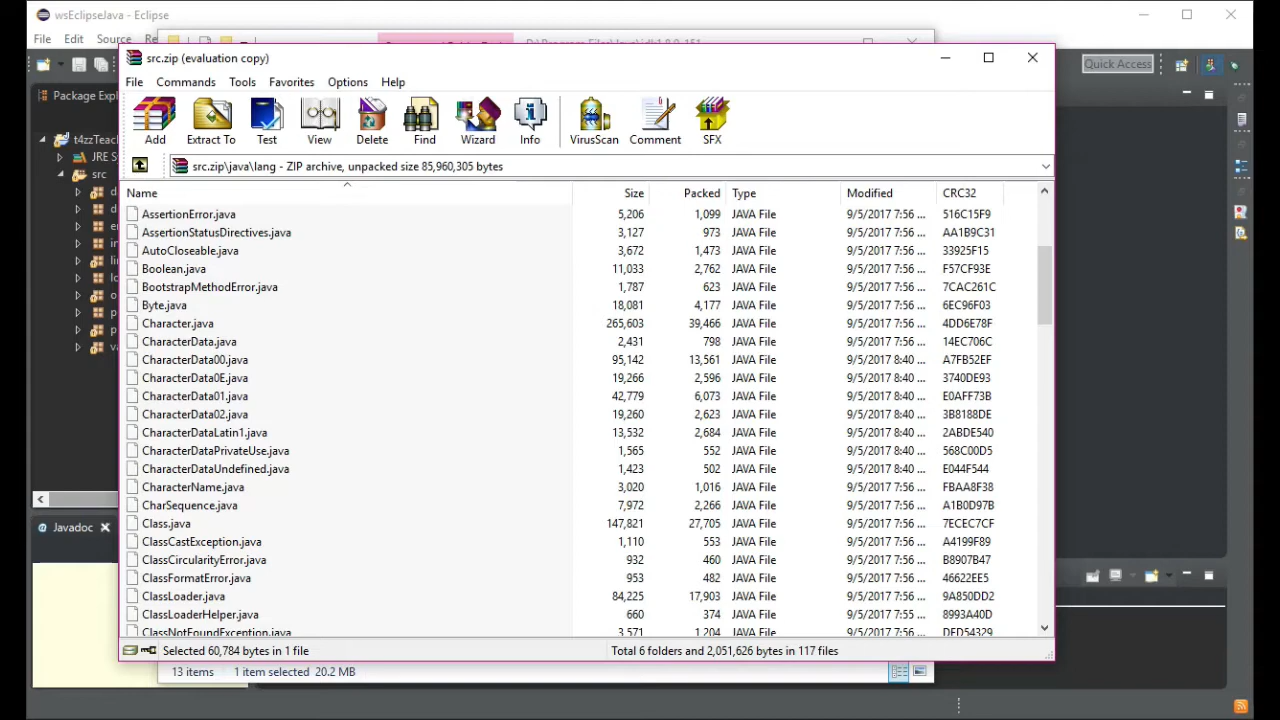 wsEclipseJava - Eclipse
File Edit Source
src.zip (evaluation copy)
File Commands Tools Favorites Options Help
Quick Access
Package Expl
Add Extract To Test View Delete Find Wizard Info VirusScan Comment SFX
src.zip\java\lang - ZIP archive, unpacked size 85,960,305 bytes
t4zzTeac
JRE S
src
Name Size Packed Type Modified CRC32
AssertionError.java 5,206 1,099 JAVA File 9/5/2017 7:56 ... 516C15F9
AssertionStatusDirectives.java 3,127 973 JAVA File 9/5/2017 7:56 ... AA1B9C31
AutoCloseable.java 3,672 1,473 JAVA File 9/5/2017 7:56 ... 33925F15
Boolean.java 11,033 2,762 JAVA File 9/5/2017 7:56 ... F57CF93E
BootstrapMethodError.java 1,787 623 JAVA File 9/5/2017 7:56 ... 7CAC261C
Byte.java 18,081 4,177 JAVA File 9/5/2017 7:56 ... 6EC96F03
Character.java 265,603 39,466 JAVA File 9/5/2017 7:56 ... 4DD6E78F
CharacterData.java 2,431 798 JAVA File 9/5/2017 7:56 ... 14EC706C
CharacterData00.java 95,142 13,561 JAVA File 9/5/2017 8:40 ... A7FB52EF
CharacterData0E.java 19,266 2,596 JAVA File 9/5/2017 8:40 ... 3740DE93
CharacterData01.java 42,779 6,073 JAVA File 9/5/2017 8:40 ... E0AFF73B
CharacterData02.java 19,260 2,623 JAVA File 9/5/2017 8:40 ... 3B8188DE
CharacterDataLatin1.java 13,532 2,684 JAVA File 9/5/2017 8:40 ... 2ABDE540
CharacterDataPrivateUse.java 1,565 552 JAVA File 9/5/2017 8:40 ... 568C00D5
CharacterDataUndefined.java 1,423 502 JAVA File 9/5/2017 8:40 ... E044F544
CharacterName.java 3,020 1,016 JAVA File 9/5/2017 7:56 ... FBAA8F38
CharSequence.java 7,972 2,266 JAVA File 9/5/2017 7:56 ... A1B0D97B
Class.java 147,821 27,705 JAVA File 9/5/2017 7:56 ... 7ECEC7CF
ClassCastException.java 1,110 553 JAVA File 9/5/2017 7:56 ... A4199F89
ClassCircularityError.java 932 460 JAVA File 9/5/2017 7:56 ... B8907B47
ClassFormatError.java 953 482 JAVA File 9/5/2017 7:56 ... 46622EE5
ClassLoader.java 84,225 17,903 JAVA File 9/5/2017 7:56 ... 9A850DD2
ClassLoaderHelper.java 660 374 JAVA File 9/5/2017 7:55 ... 8993A40D
ClassNotFoundException.java 3,571 1,204 JAVA File 9/5/2017 7:56 ... DFD54329
Javadoc
Selected 60,784 bytes in 1 file Total 6 folders and 2,051,626 bytes in 117 files
13 items 1 item selected 20.2 MB